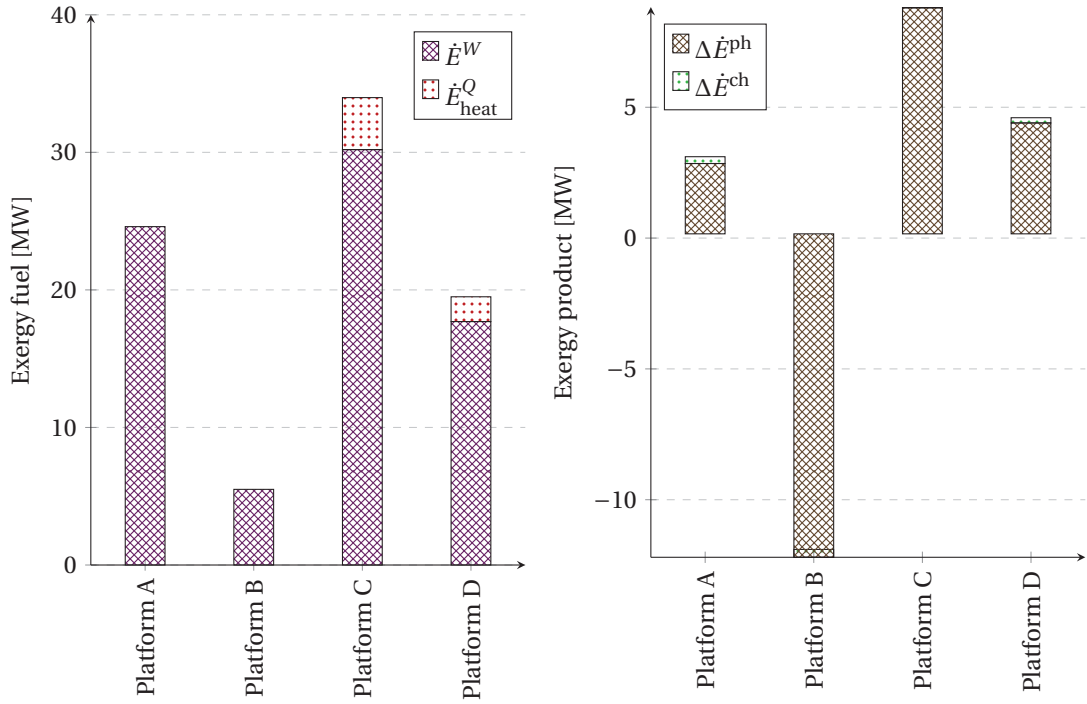 40
30
20
10
0
Exergy fuel [MW]
Ė^W
Ė^Q_heat
Platform A
Platform B
Platform C
Platform D
5
0
−5
−10
Exergy product [MW]
ΔĖ^ph
ΔĖ^ch
Platform A
Platform B
Platform C
Platform D